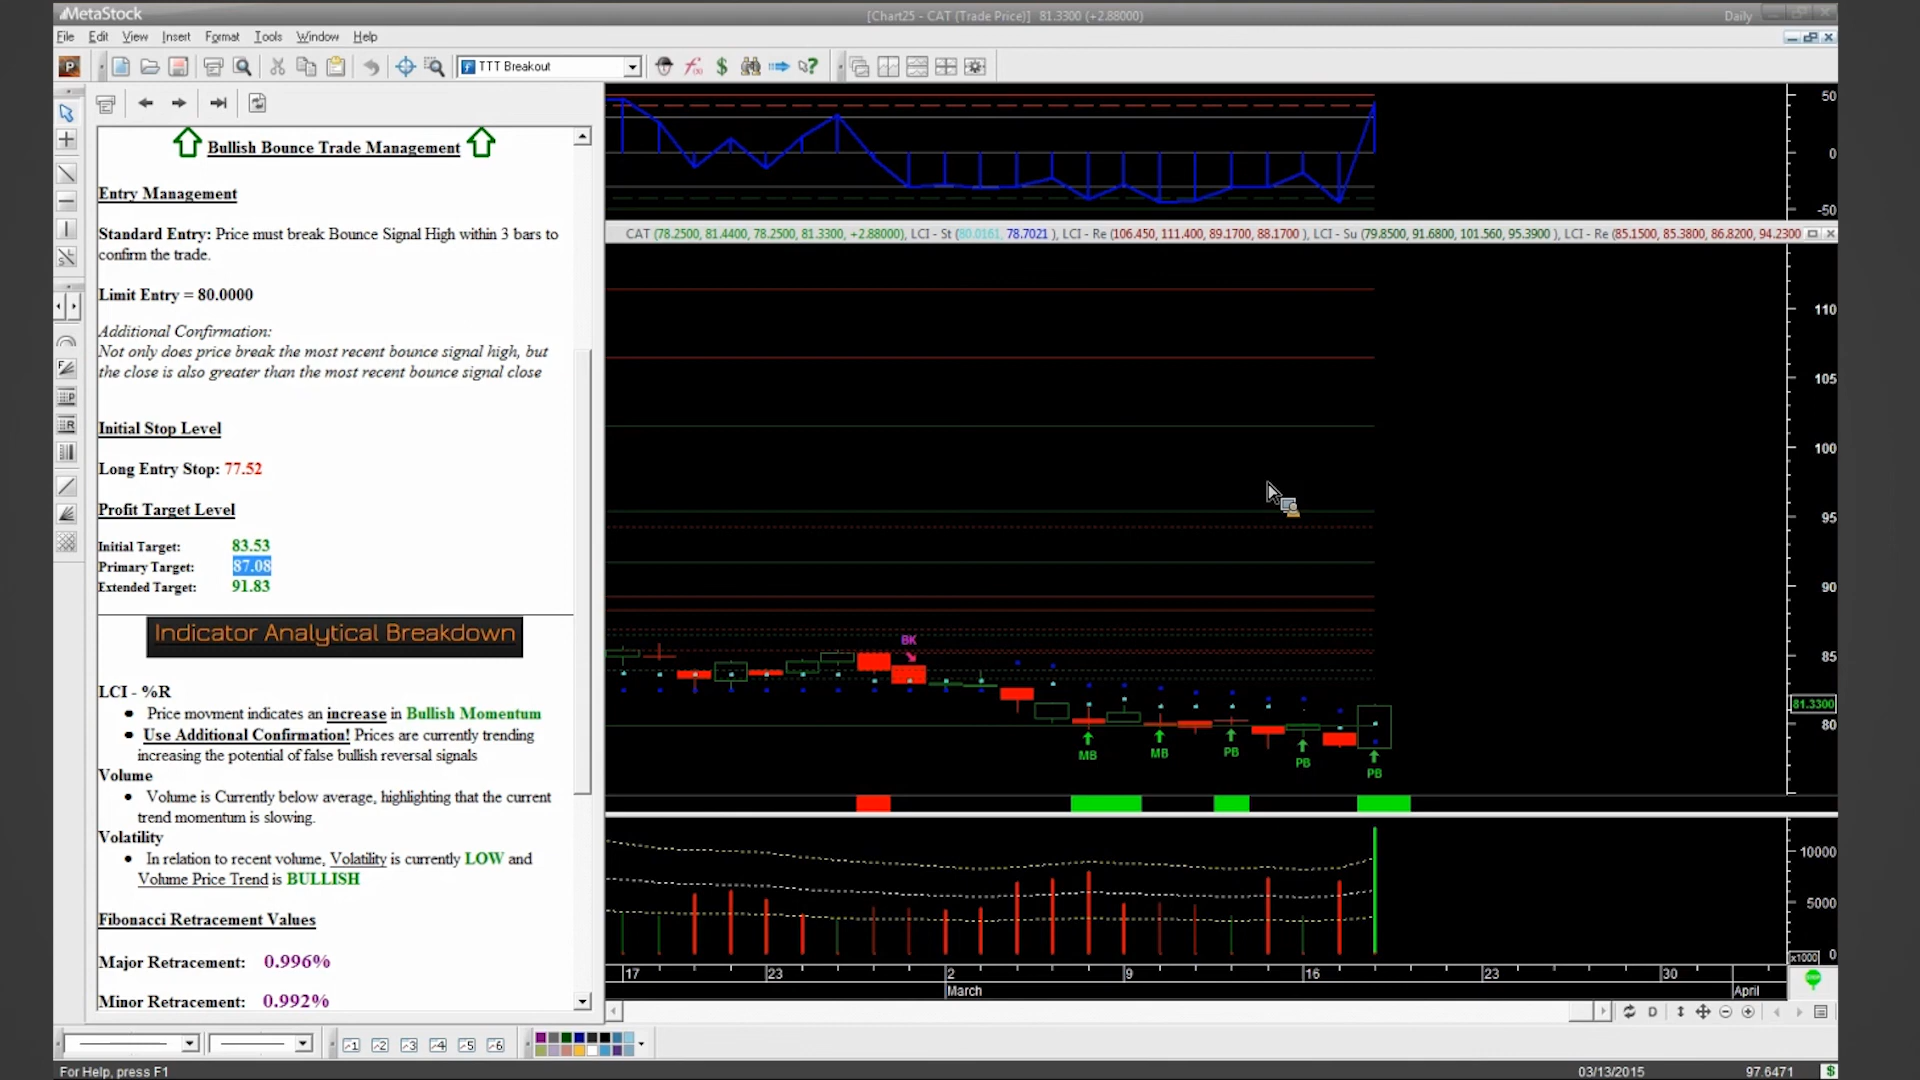 MetaStock
[Chart25 - CAT (Trade Price)] 81.3300 (+2.88000)
Daily
File Edit View Insert Format Tools Window Help
TTT Breakout
Bullish Bounce Trade Management
Entry Management
Standard Entry: Price must break Bounce Signal High within 3 bars to
confirm the trade.
Limit Entry = 80.0000
Additional Confirmation:
Not only does price break the most recent bounce signal high, but
the close is also greater than the most recent bounce signal close
Initial Stop Level
Long Entry Stop: 77.52
Profit Target Level
Initial Target: 83.53
Primary Target: 87.08
Extended Target: 91.83
Indicator Analytical Breakdown
LCI - %R
Price movment indicates an increase in Bullish Momentum
Use Additional Confirmation! Prices are currently trending
increasing the potential of false bullish reversal signals
Volume
Volume is Currently below average, highlighting that the current
trend momentum is slowing.
Volatility
In relation to recent volume, Volatility is currently LOW and
Volume Price Trend is BULLISH
Fibonacci Retracement Values
Major Retracement: 0.996%
Minor Retracement: 0.992%
50
0
-50
CAT (78.2500, 81.4400, 78.2500, 81.3300, +2.88000), LCI - St (80.0161, 78.7021 ), LCI - Re (106.450, 111.400, 89.1700, 88.1700 ), LCI - Su (79.8500, 91.6800, 101.560, 95.3900 ), LCI - Re (85.1500, 85.3800, 86.8200, 94.2300
110
105
100
95
90
85
81.3300
80
BK
MB
MB
PB
PB
PB
10000
5000
x1000
0
17 23 2 9 16 23 30
March April
D
1 2 3 4 5 6
For Help, press F1
03/13/2015 97.6471